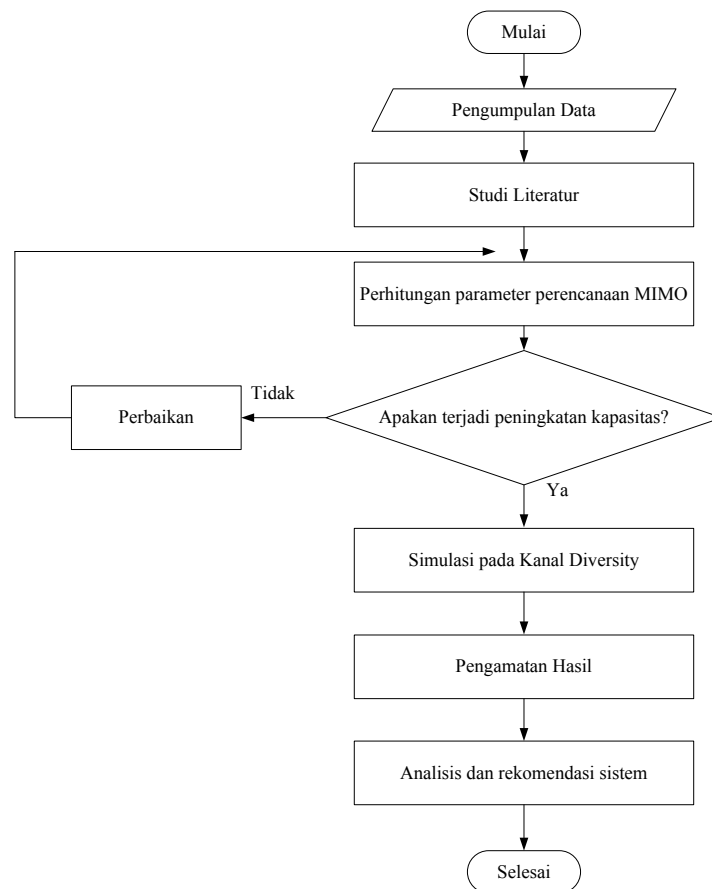 Mulai
Pengumpulan Data
Studi Literatur
Perhitungan parameter perencanaan MIMO
Tidak
Perbaikan
Apakan terjadi peningkatan kapasitas?
Ya
Simulasi pada Kanal Diversity
Pengamatan Hasil
Analisis dan rekomendasi sistem
Selesai